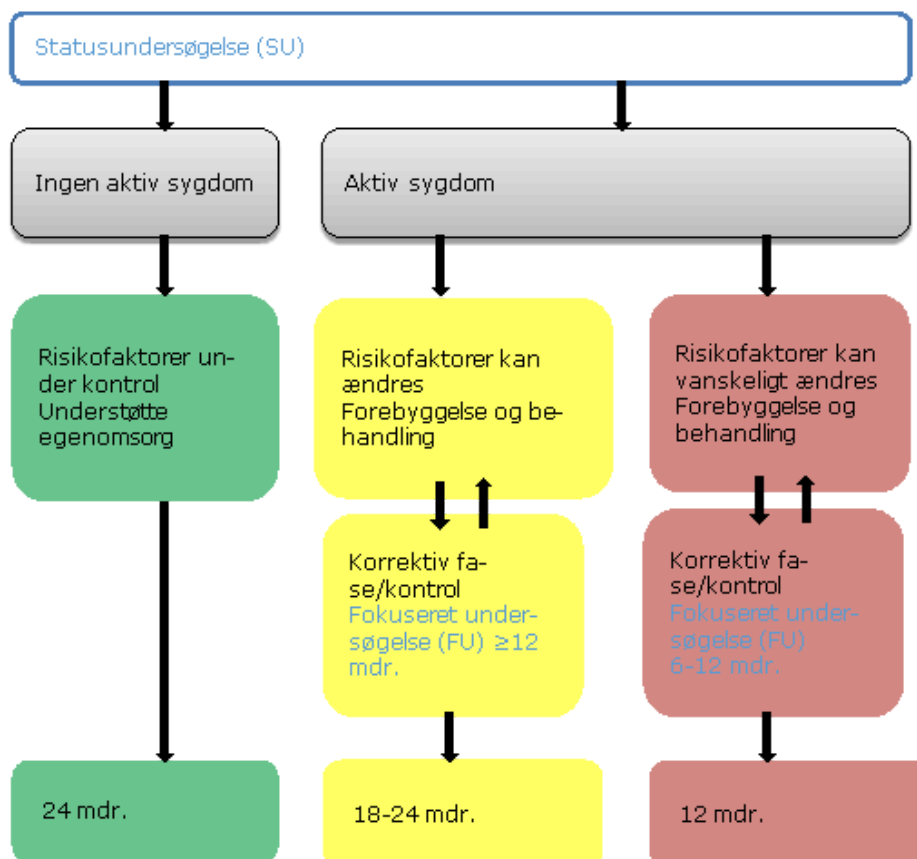 Statusundersøgelse (SU)
Ingen aktiv sygdom
Aktiv sygdom
Risikofaktorer un-
der kontrol
Understøtte
egenomsorg
Risikofaktorer kan
ændres
Forebyggelse og be-
handling
Risikofaktorer kan
vanskeligt ændres
Forebyggelse og
behandling
Korrektiv fa-
se/kontrol
Fokuseret under-
søgelse (FU) ≥12
mdr.
Korrektiv fa-
se/kontrol
Fokuseret under-
søgelse (FU)
6-12 mdr.
24 mdr.
18-24 mdr.
12 mdr.